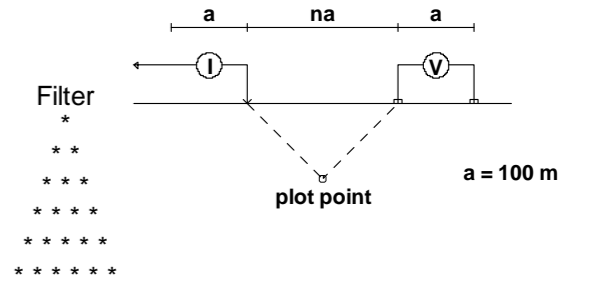 a na a
I V
Filter
*
* *
* * *
* * * *
* * * * *
* * * * * *
a = 100 m
plot point